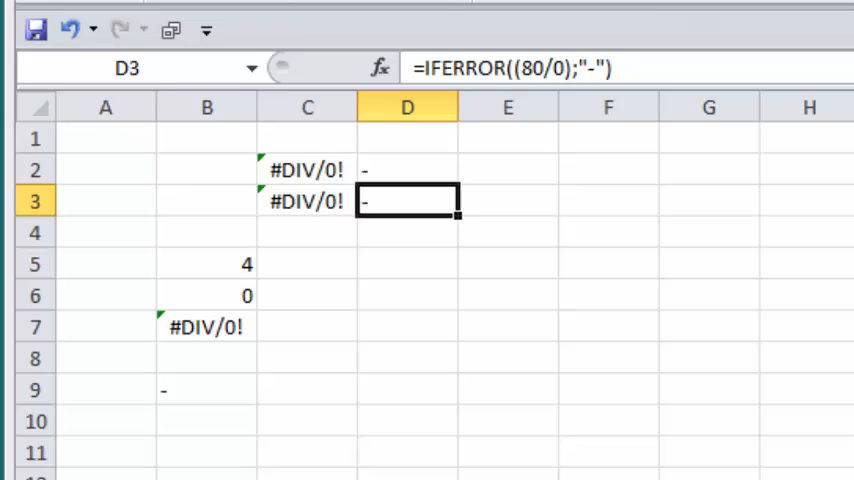 D3 fx =IFERROR((80/0);"-")
A B C D E F G H
1
2 #DIV/0! -
3 #DIV/0! -
4
5 4
6 0
7 #DIV/0!
8
9 -
10
11